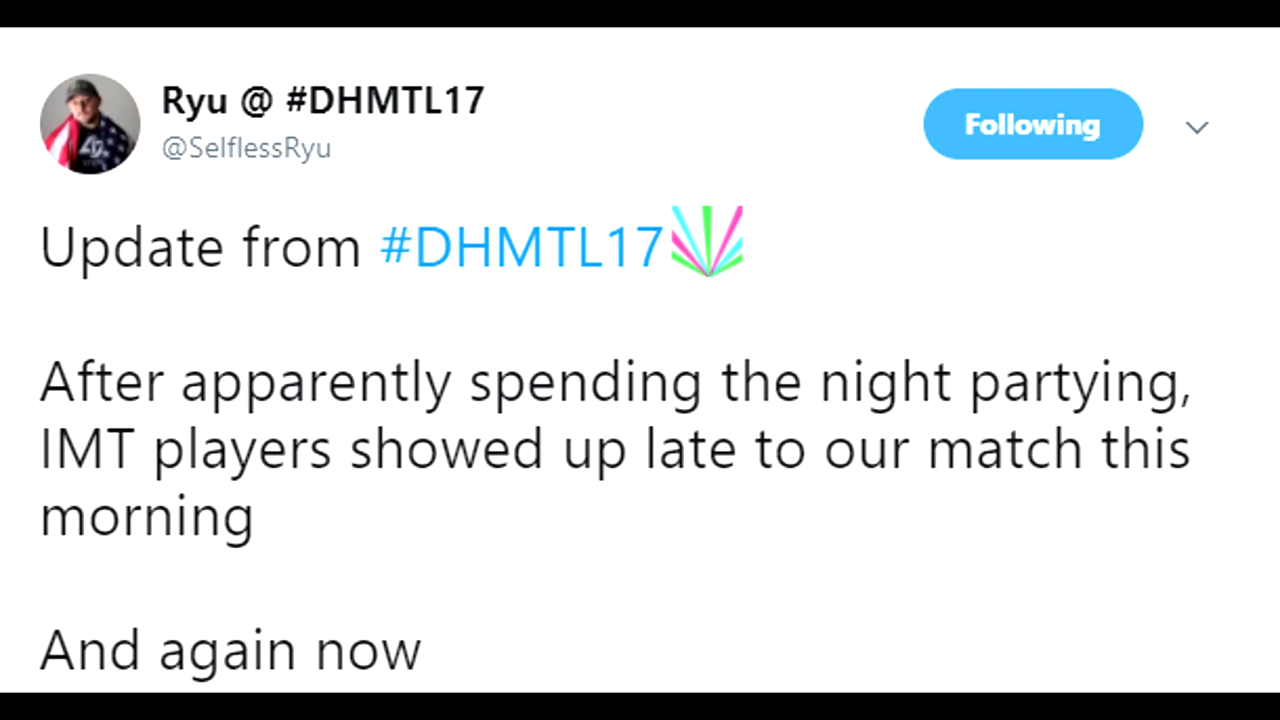 Ryu @ #DHMTL17
@SelflessRyu
Following
Update from #DHMTL17
After apparently spending the night partying,
IMT players showed up late to our match this
morning
And again now